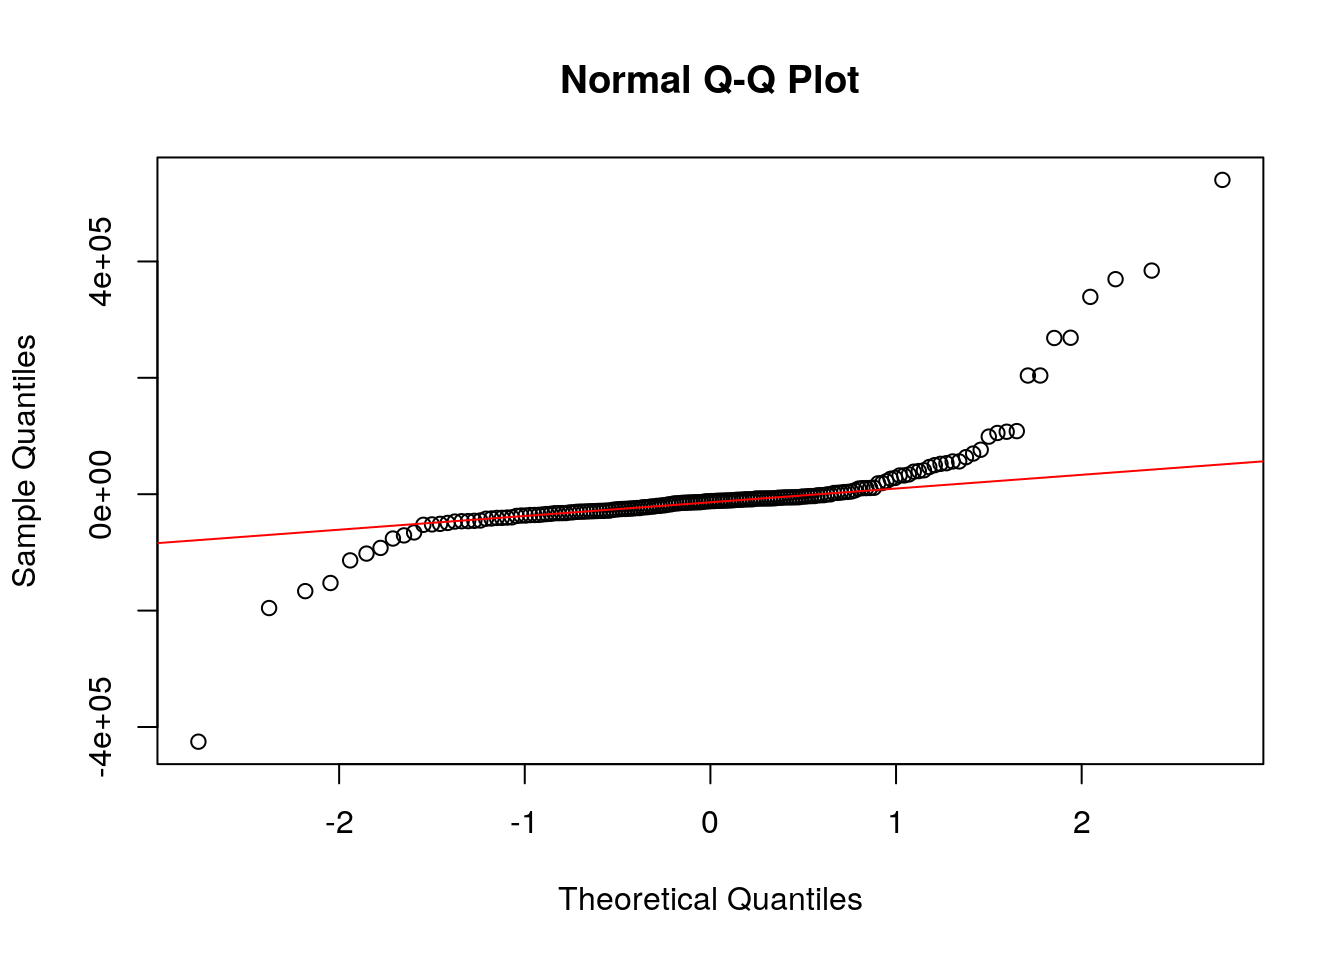 Normal Q-Q Plot
Sample Quantiles
4e+05
0e+00
-4e+05
-2 -1 0 1 2
Theoretical Quantiles